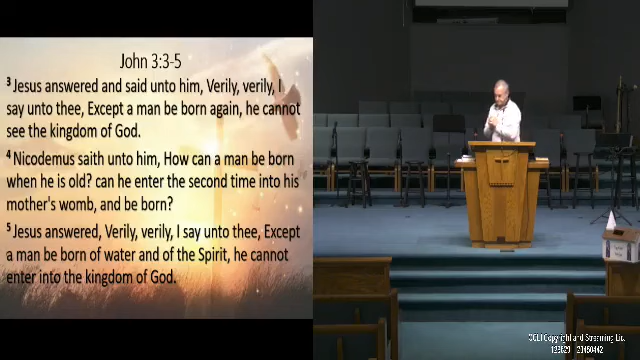 John 3:3-5
3 Jesus answered and said unto him, Verily, verily, I
say unto thee, Except a man be born again, he cannot
see the kingdom of God.
4 Nicodemus saith unto him, How can a man be born
when he is old? can he enter the second time into his
mother's womb, and be born?
5 Jesus answered, Verily, verily, I say unto thee, Except
a man be born of water and of the Spirit, he cannot
enter into the kingdom of God.
Copyright and Streaming Lic.